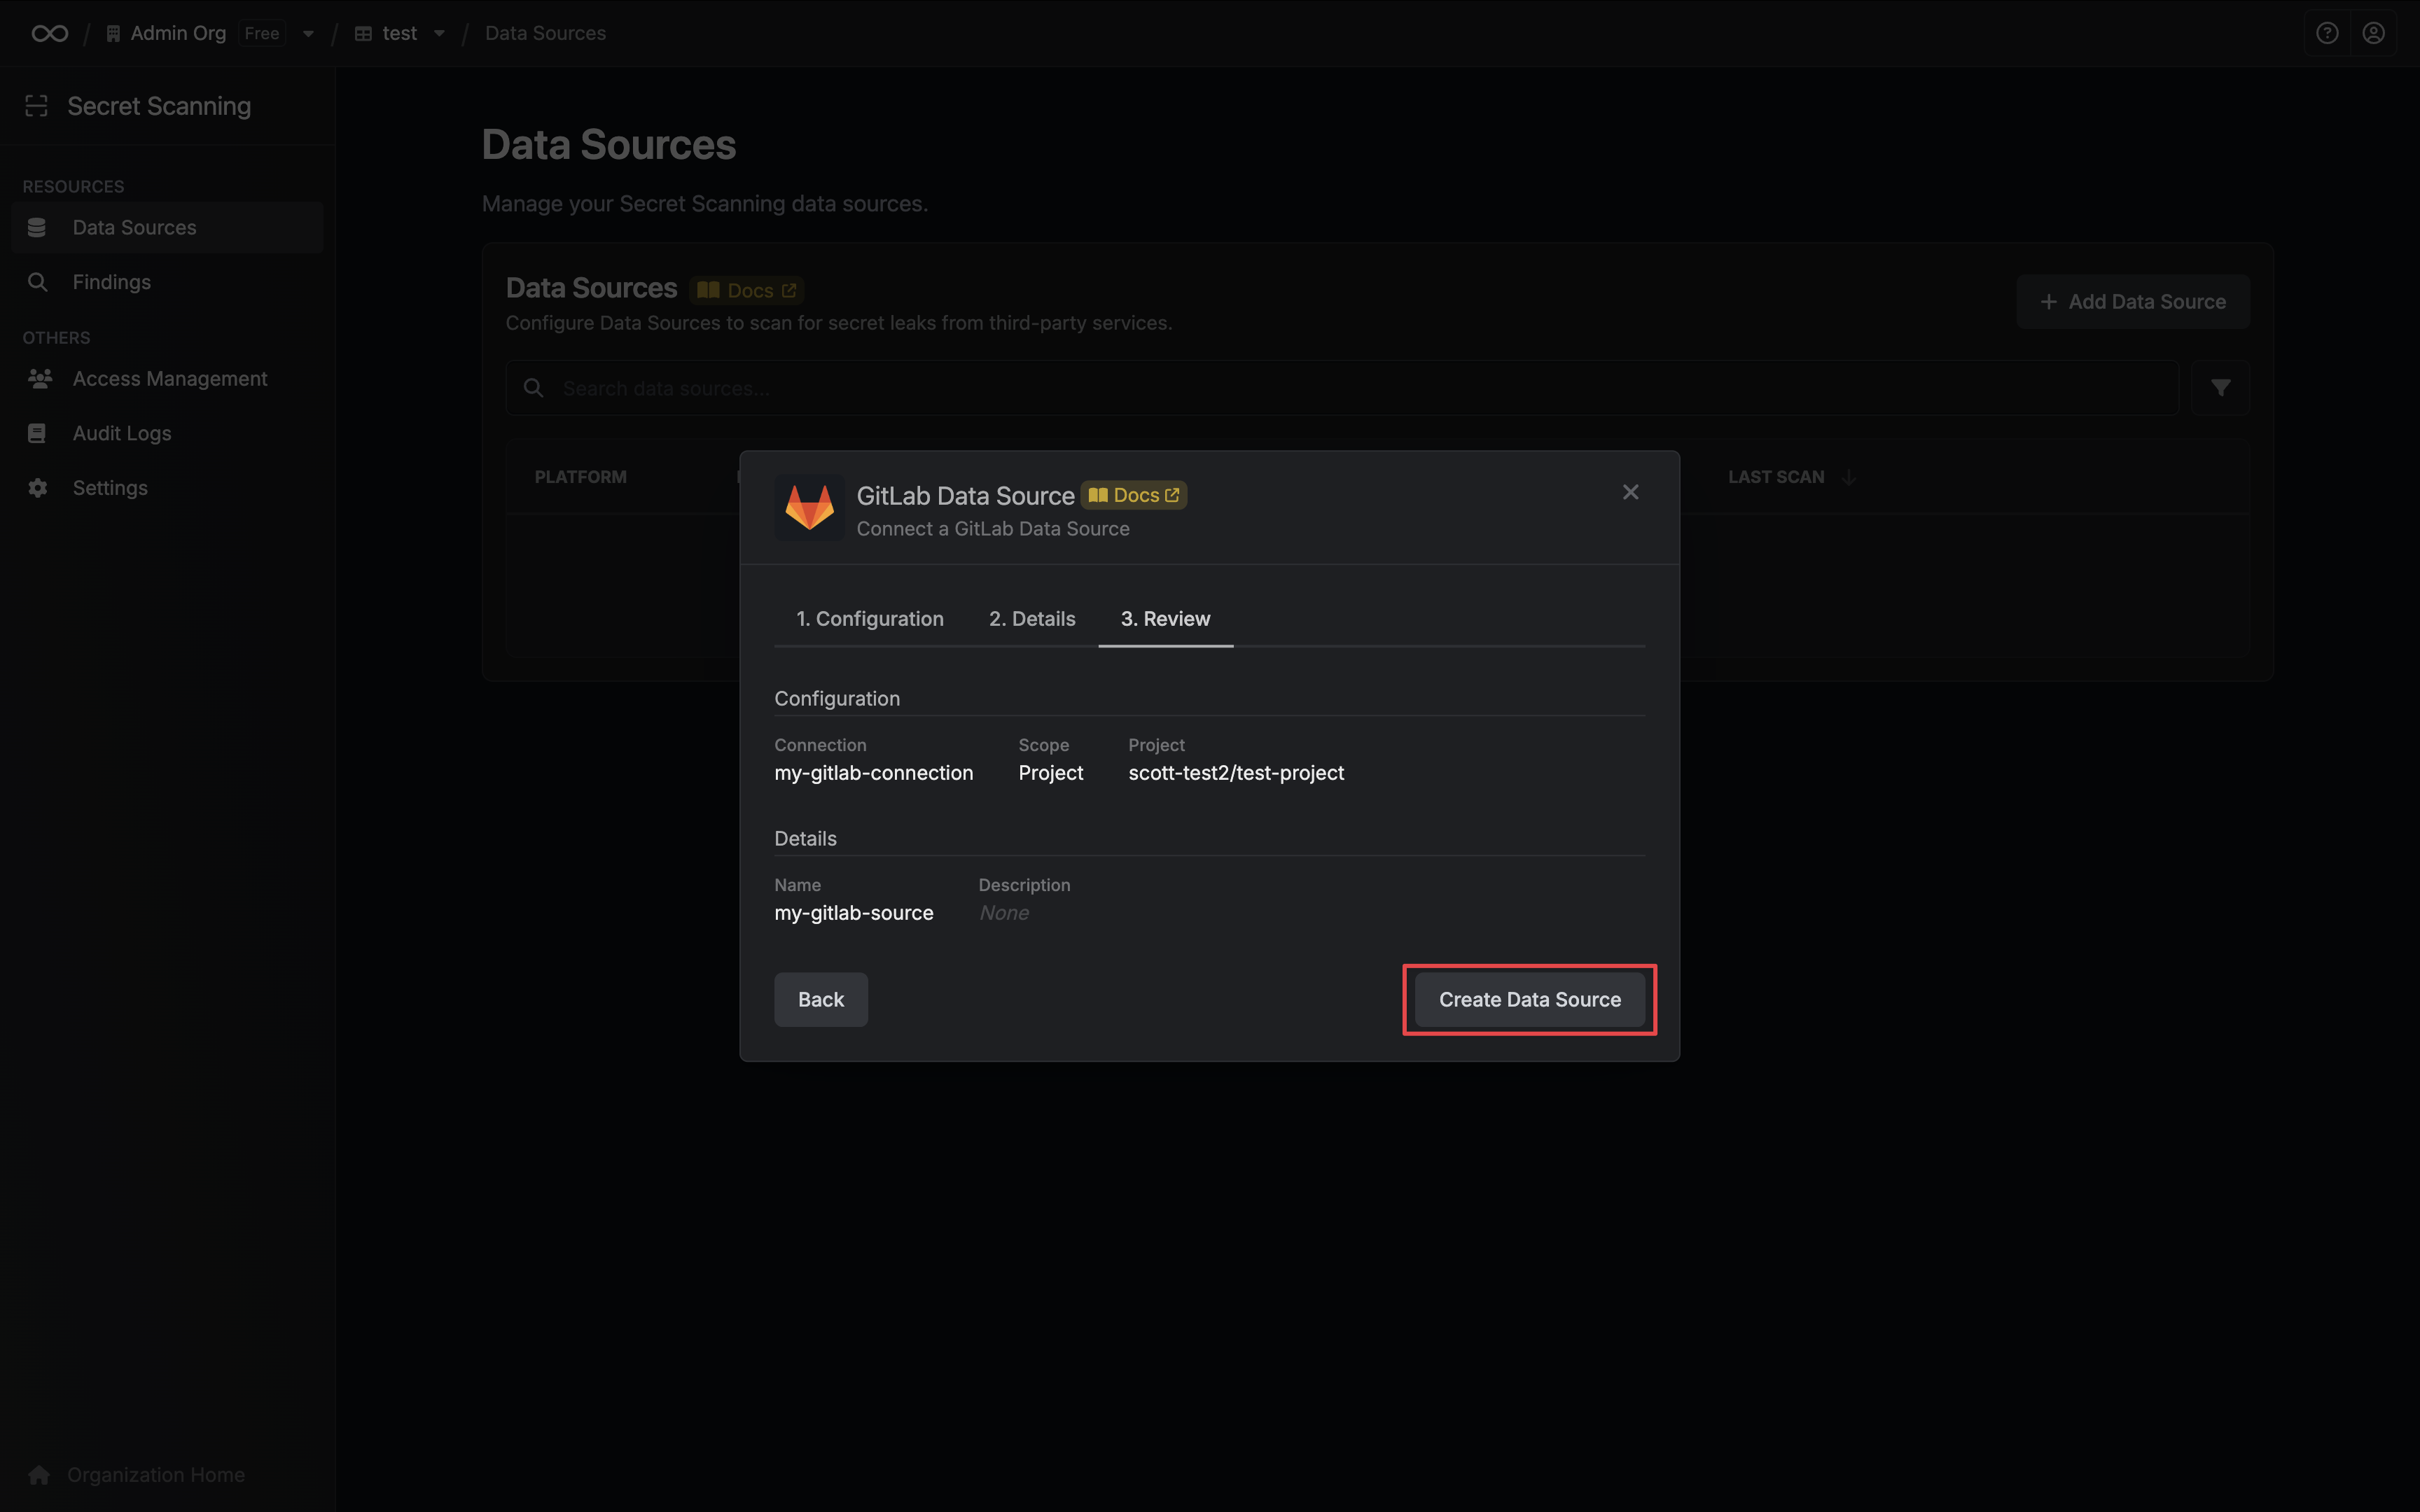 / Admin Org Free / test / Data Sources
Secret Scanning
RESOURCES
Data Sources
Findings
OTHERS
Access Management
Audit Logs
Settings
Organization Home
Data Sources
Manage your Secret Scanning data sources.
Data Sources Docs
Configure Data Sources to scan for secret leaks from third-party services.
+ Add Data Source
Search data sources...
PLATFORM LAST SCAN
GitLab Data Source Docs
Connect a GitLab Data Source
1. Configuration 2. Details 3. Review
Configuration
Connection Scope Project
my-gitlab-connection Project scott-test2/test-project
Details
Name Description
my-gitlab-source None
Back Create Data Source